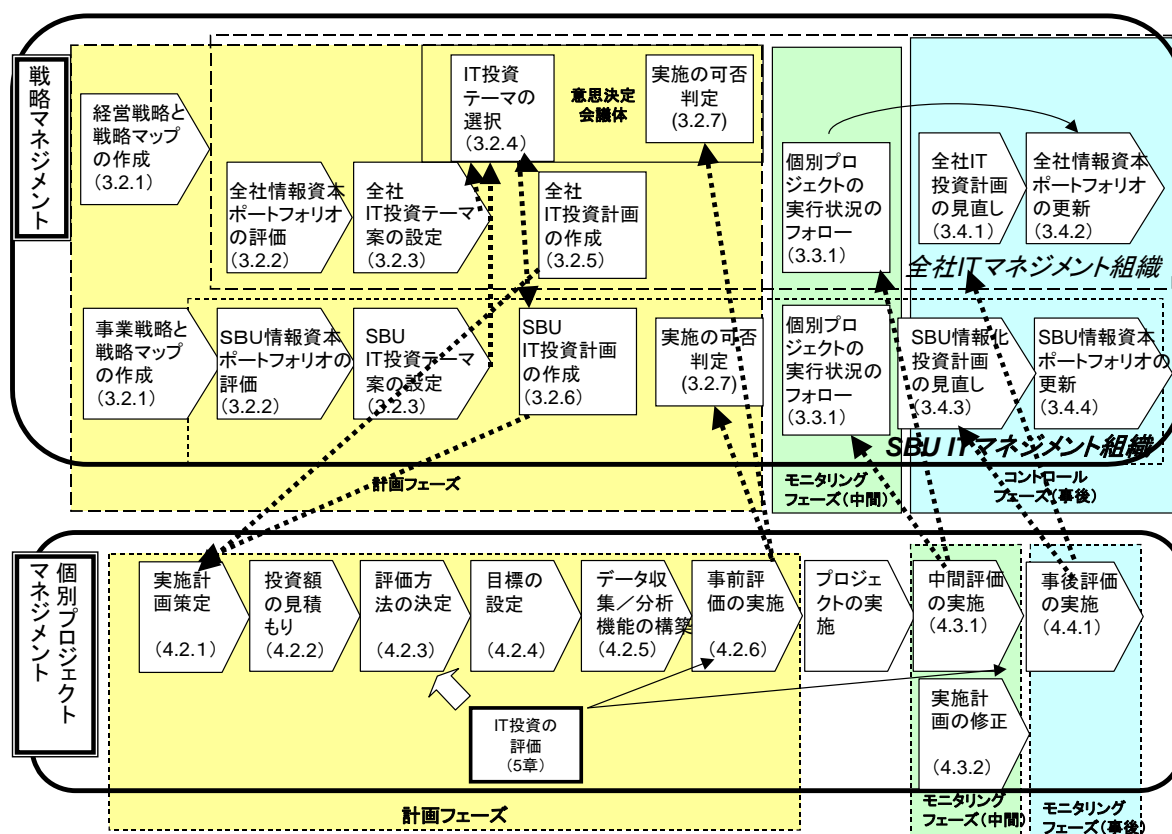 戦略マネジメント
経営戦略と
戦略マップ
の作成
(3.2.1)
全社情報資本
ポートフォリオ
の評価
(3.2.2)
全社
IT投資テーマ
案の設定
(3.2.3)
IT投資
テーマの
選択
(3.2.4)
意思決定
会議体
全社
IT投資計画
の作成
(3.2.5)
実施の可否
判定
(3.2.7)
個別プロ
ジェクトの
実行状況の
フォロー
(3.3.1)
全社IT
投資計画
の見直し
(3.4.1)
全社情報資本
ポートフォリオ
の更新
(3.4.2)
全社ITマネジメント組織
事業戦略と
戦略マップ
の作成
(3.2.1)
SBU情報資本
ポートフォリオの
評価
(3.2.2)
SBU
IT投資テーマ
案の設定
(3.2.3)
SBU
IT投資計画
の作成
(3.2.6)
実施の可否
判定
(3.2.7)
個別プロ
ジェクトの
実行状況の
フォロー
(3.3.1)
SBU情報化
投資計画
の見直し
(3.4.3)
SBU情報資本
ポートフォリオの
更新
(3.4.4)
SBU ITマネジメント組織
計画フェーズ
モニタリング
フェーズ(中間)
コントロール
フェーズ(事後)
個別プロジェクト
マネジメント
実施計
画策定
(4.2.1)
投資額
の見積
もり
(4.2.2)
評価方
法の決定
(4.2.3)
目標の
設定
(4.2.4)
データ収
集/分析
機能の構築
(4.2.5)
事前評
価の実施
(4.2.6)
プロジェ
クトの実
施
中間評価
の実施
(4.3.1)
事後評価
の実施
(4.4.1)
実施計
画の修正
(4.3.2)
IT投資の
評価
(5章)
計画フェーズ
モニタリング
フェーズ(中間)
モニタリング
フェーズ(事後)